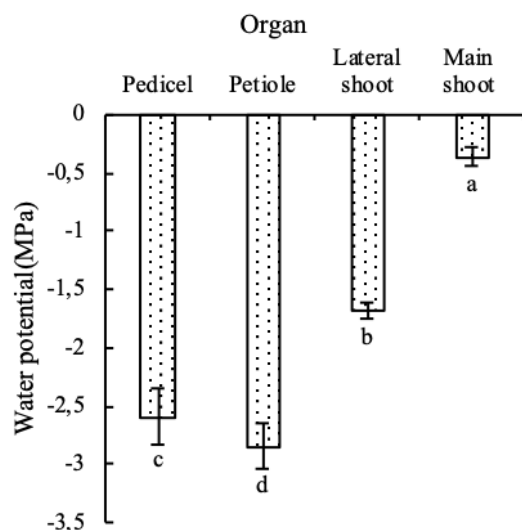 Organ
Pedicel Petiole Lateral shoot Main shoot
0
-0,5
-1
-1,5
-2
-2,5
-3
-3,5
Water potential(MPa)
c
d
b
a